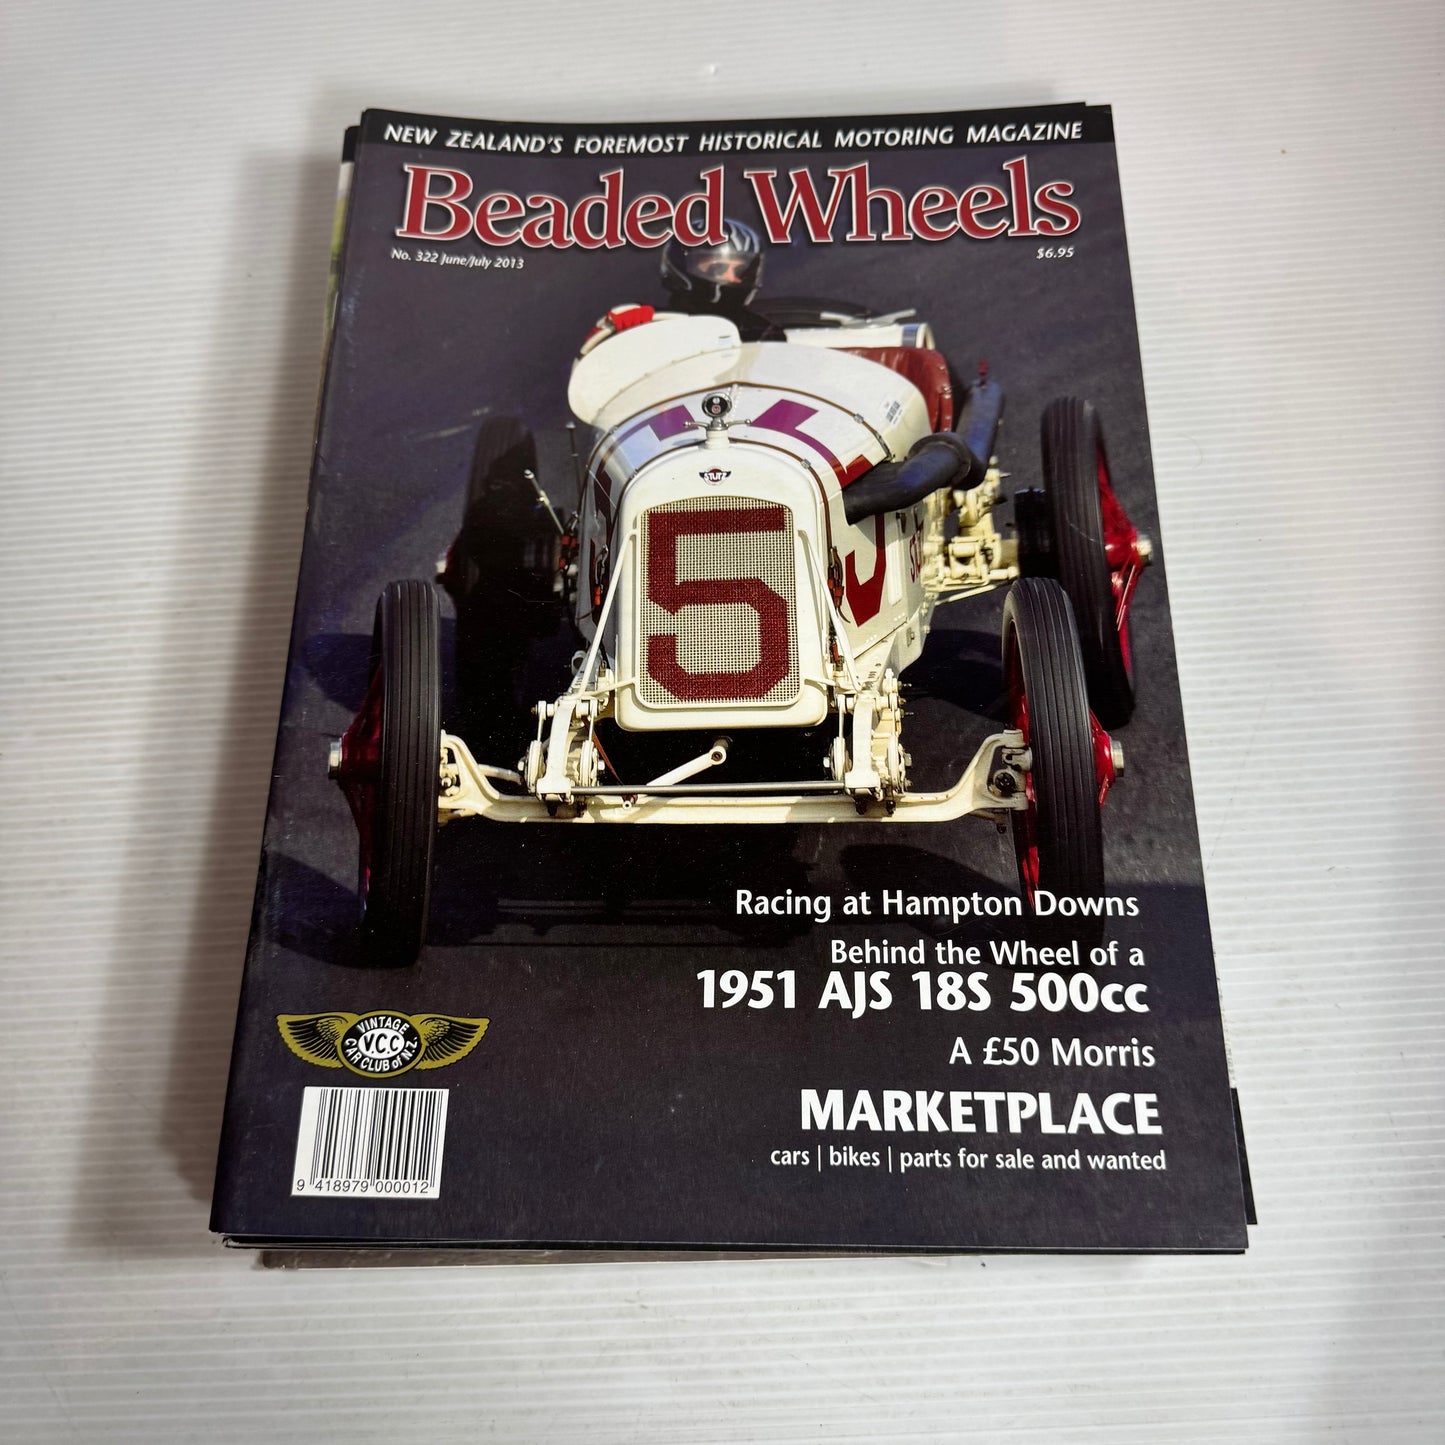 NEW ZEALAND'S FOREMOST HISTORICAL MOTORING MAGAZINE
Beaded Wheels
No. 322 June/July 2013
$6.95
STUTZ
5
5
Racing at Hampton Downs
Behind the Wheel of a
1951 AJS 18S 500cc
A £50 Morris
MARKETPLACE
cars | bikes | parts for sale and wanted
VINTAGE
V.C.C
CAR CLUB of N.Z.
9 418979 000012